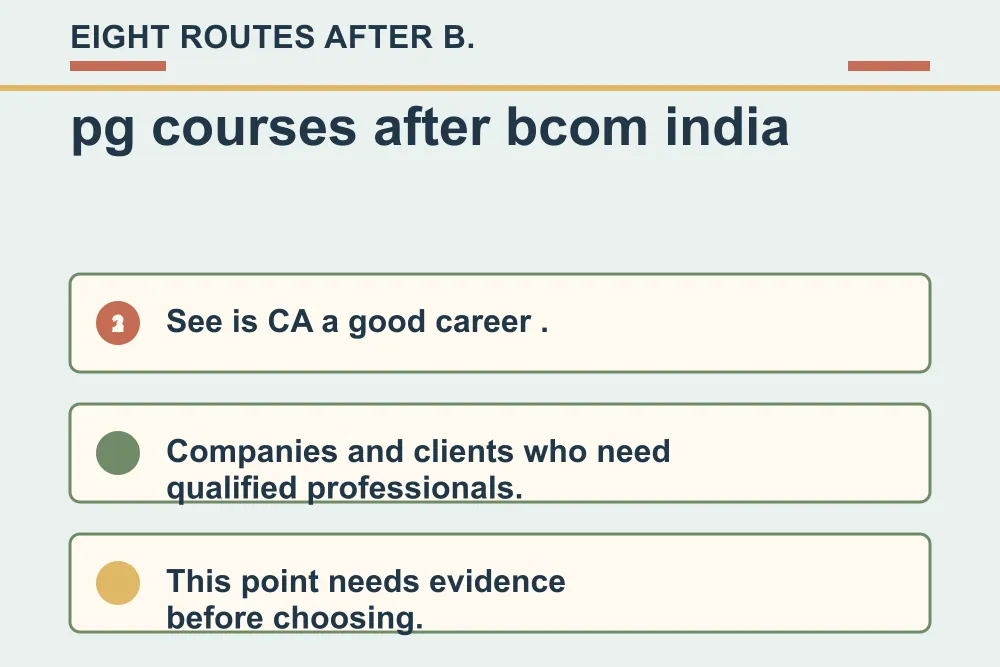 EIGHT ROUTES AFTER B.
pg courses after bcom india
See is CA a good career .
Companies and clients who need
qualified professionals.
This point needs evidence
before choosing.